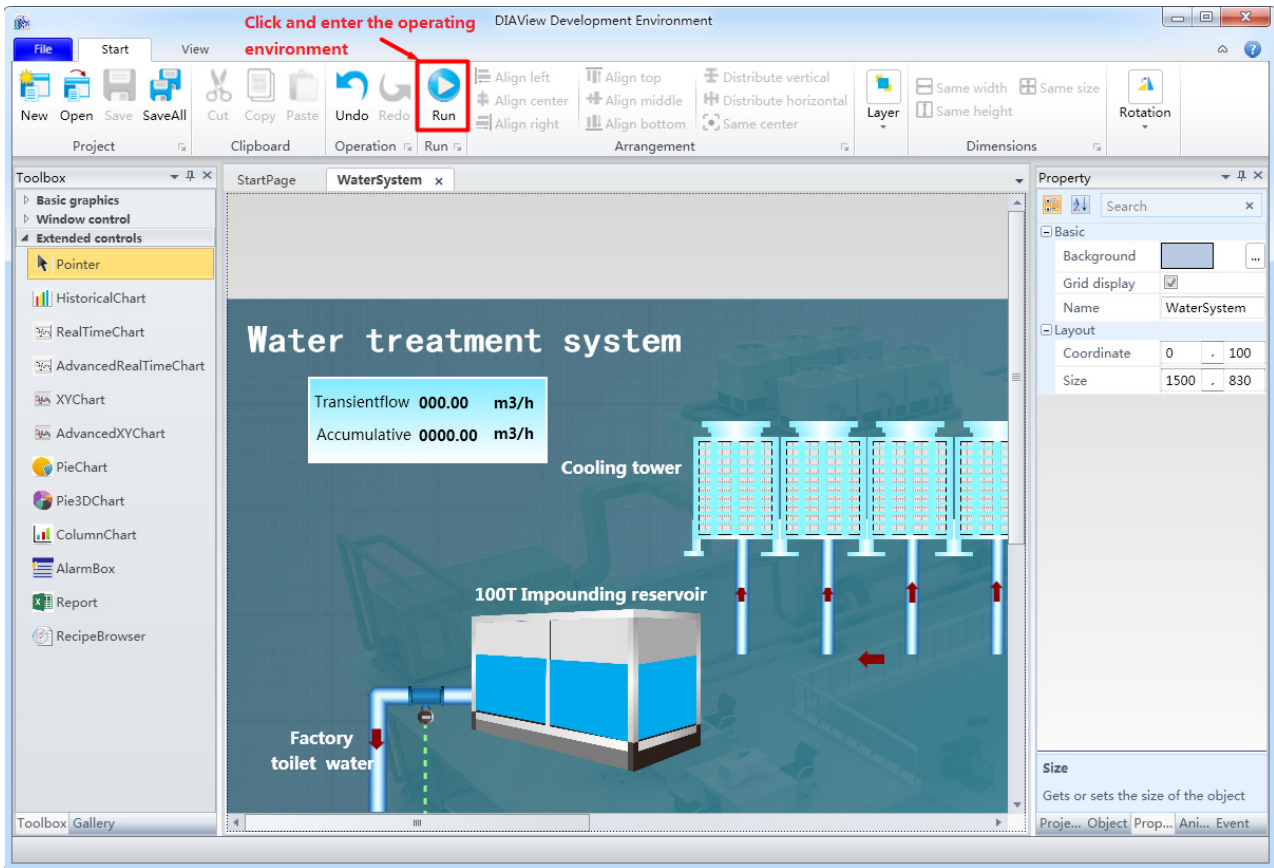 Click and enter the operating
environment
DIAView Development Environment
File Start View
New Open Save SaveAll
Project
Cut Copy Paste
Clipboard
Undo Redo
Operation
Run
Run
Align left Align top Distribute vertical
Align center Align middle Distribute horizontal
Align right Align bottom Same center
Arrangement
Layer
Same width Same size
Same height
Dimensions
Rotation
Toolbox
Basic graphics
Window control
Extended controls
Pointer
HistoricalChart
RealTimeChart
AdvancedRealTimeChart
XYChart
AdvancedXYChart
PieChart
Pie3DChart
ColumnChart
AlarmBox
Report
RecipeBrowser
Toolbox Gallery
StartPage WaterSystem x
Water treatment system
Transientflow 000.00 m3/h
Accumulative 0000.00 m3/h
Cooling tower
100T Impounding reservoir
Factory
toilet water
Property
Search
Basic
Background ...
Grid display
Name WaterSystem
Layout
Coordinate 0 . 100
Size 1500 . 830
Size
Gets or sets the size of the object
Proje... Object Prop... Ani... Event